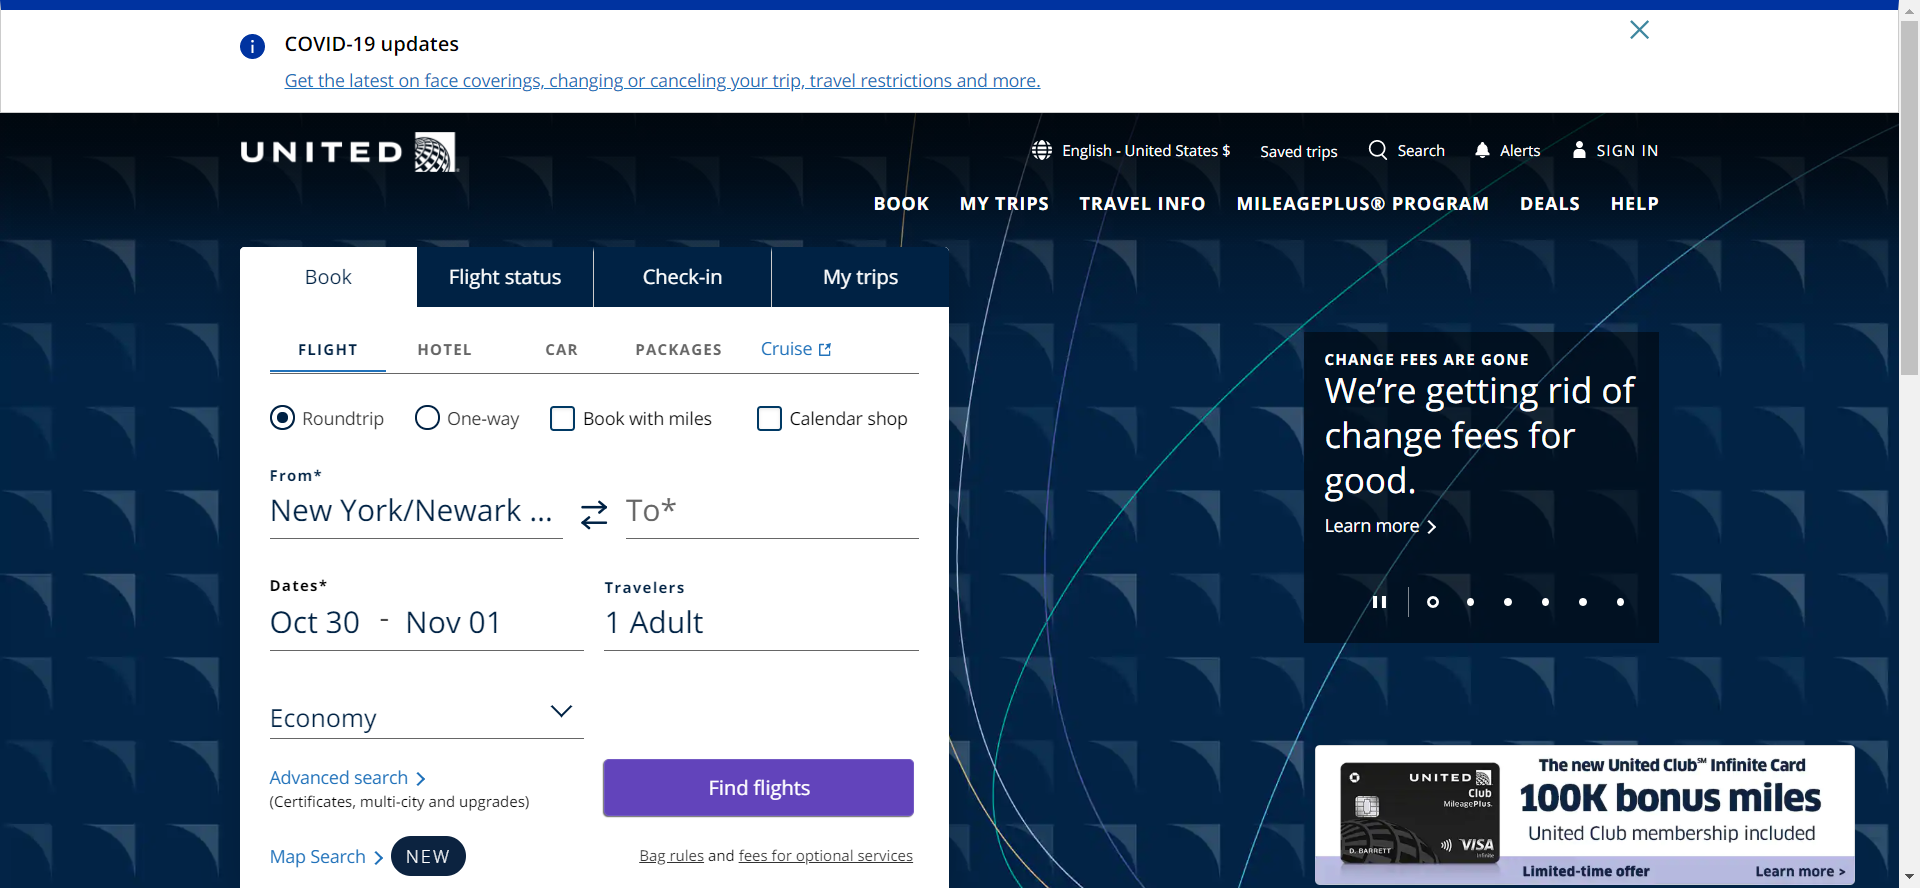 COVID-19 updates
Get the latest on face coverings, changing or canceling your trip, travel restrictions and more.
UNITED
English - United States $
Saved trips
Search
Alerts
SIGN IN
BOOK
MY TRIPS
TRAVEL INFO
MILEAGEPLUS® PROGRAM
DEALS
HELP
Book
Flight status
Check-in
My trips
FLIGHT
HOTEL
CAR
PACKAGES
Cruise
Roundtrip
One-way
Book with miles
Calendar shop
From*
New York/Newark ...
To*
Dates*
Oct 30 - Nov 01
Travelers
1 Adult
Economy
Advanced search
(Certificates, multi-city and upgrades)
Find flights
Map Search
NEW
Bag rules and fees for optional services
CHANGE FEES ARE GONE
We're getting rid of
change fees for
good.
Learn more
UNITED
Club
MileagePlus.
D. BARRETT
VISA
Infinite
The new United Club℠ Infinite Card
100K bonus miles
United Club membership included
Limited-time offer
Learn more >